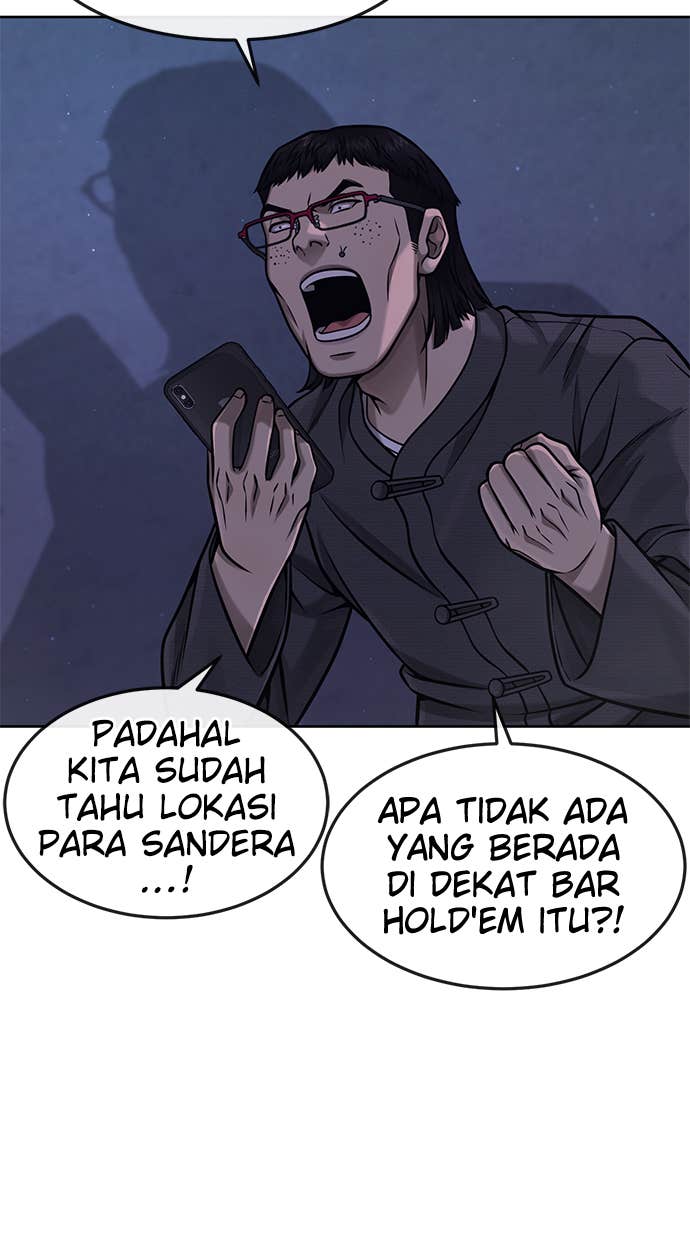 PADAHAL
KITA SUDAH
TAHU LOKASI
PARA SANDERA
...!
APA TIDAK ADA
YANG BERADA
DI DEKAT BAR
HOLD'EM ITU?!